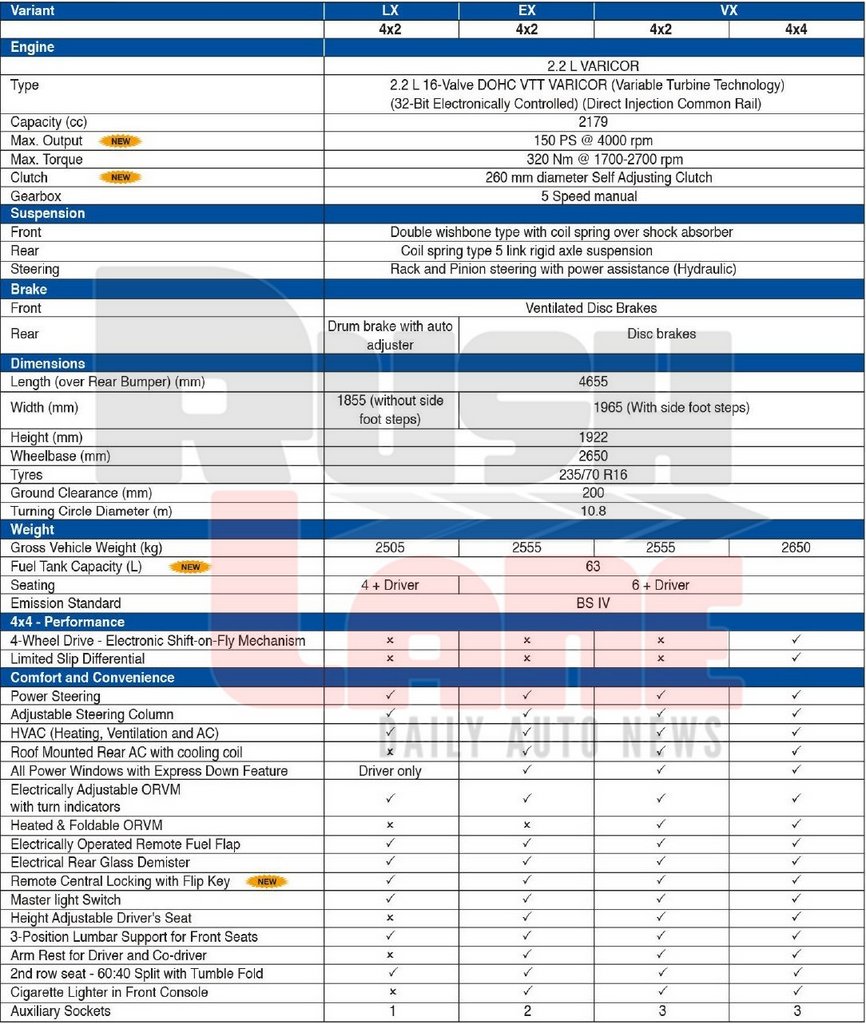 Variant LX EX VX
4x2 4x2 4x2 4x4
Engine
2.2 L VARICOR
Type 2.2 L 16-Valve DOHC VTT VARICOR (Variable Turbine Technology)
(32-Bit Electronically Controlled) (Direct Injection Common Rail)
Capacity (cc) 2179
Max. Output NEW 150 PS @ 4000 rpm
Max. Torque 320 Nm @ 1700-2700 rpm
Clutch NEW 260 mm diameter Self Adjusting Clutch
Gearbox 5 Speed manual
Suspension
Front Double wishbone type with coil spring over shock absorber
Rear Coil spring type 5 link rigid axle suspension
Steering Rack and Pinion steering with power assistance (Hydraulic)
Brake
Front Ventilated Disc Brakes
Rear Drum brake with auto adjuster Disc brakes
Dimensions
Length (over Rear Bumper) (mm) 4655
Width (mm) 1855 (without side foot steps) 1965 (With side foot steps)
Height (mm) 1922
Wheelbase (mm) 2650
Tyres 235/70 R16
Ground Clearance (mm) 200
Turning Circle Diameter (m) 10.8
Weight
Gross Vehicle Weight (kg) 2505 2555 2555 2650
Fuel Tank Capacity (L) NEW 63
Seating 4 + Driver 6 + Driver
Emission Standard BS IV
4x4 - Performance
4-Wheel Drive - Electronic Shift-on-Fly Mechanism x x x ✓
Limited Slip Differential x x x ✓
Comfort and Convenience
Power Steering ✓ ✓ ✓ ✓
Adjustable Steering Column ✓ ✓ ✓ ✓
HVAC (Heating, Ventilation and AC) ✓ ✓ ✓ ✓
Roof Mounted Rear AC with cooling coil x ✓ ✓ ✓
All Power Windows with Express Down Feature Driver only ✓ ✓ ✓
Electrically Adjustable ORVM
with turn indicators ✓ ✓ ✓ ✓
Heated & Foldable ORVM x x ✓ ✓
Electrically Operated Remote Fuel Flap ✓ ✓ ✓ ✓
Electrical Rear Glass Demister ✓ ✓ ✓ ✓
Remote Central Locking with Flip Key NEW ✓ ✓ ✓ ✓
Master light Switch ✓ ✓ ✓ ✓
Height Adjustable Driver's Seat x ✓ ✓ ✓
3-Position Lumbar Support for Front Seats ✓ ✓ ✓ ✓
Arm Rest for Driver and Co-driver x ✓ ✓ ✓
2nd row seat - 60:40 Split with Tumble Fold ✓ ✓ ✓ ✓
Cigarette Lighter in Front Console x ✓ ✓ ✓
Auxiliary Sockets 1 2 3 3
RUSH
LANE
DAILY AUTO NEWS